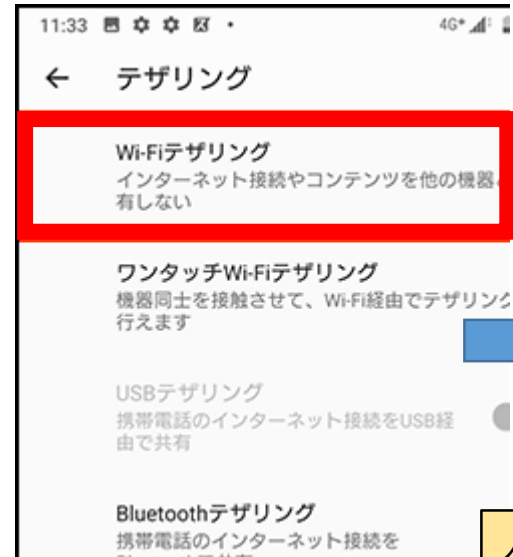 11:33
4G+
テザリング
Wi-Fiテザリング
インターネット接続やコンテンツを他の機器
有しない
ワンタッチWi-Fiテザリング
機器同士を接触させて、Wi-Fi経由でテザリング
行えます
USBテザリング
携帯電話のインターネット接続をUSB経
由で共有
Bluetoothテザリング
携帯電話のインターネット接続を